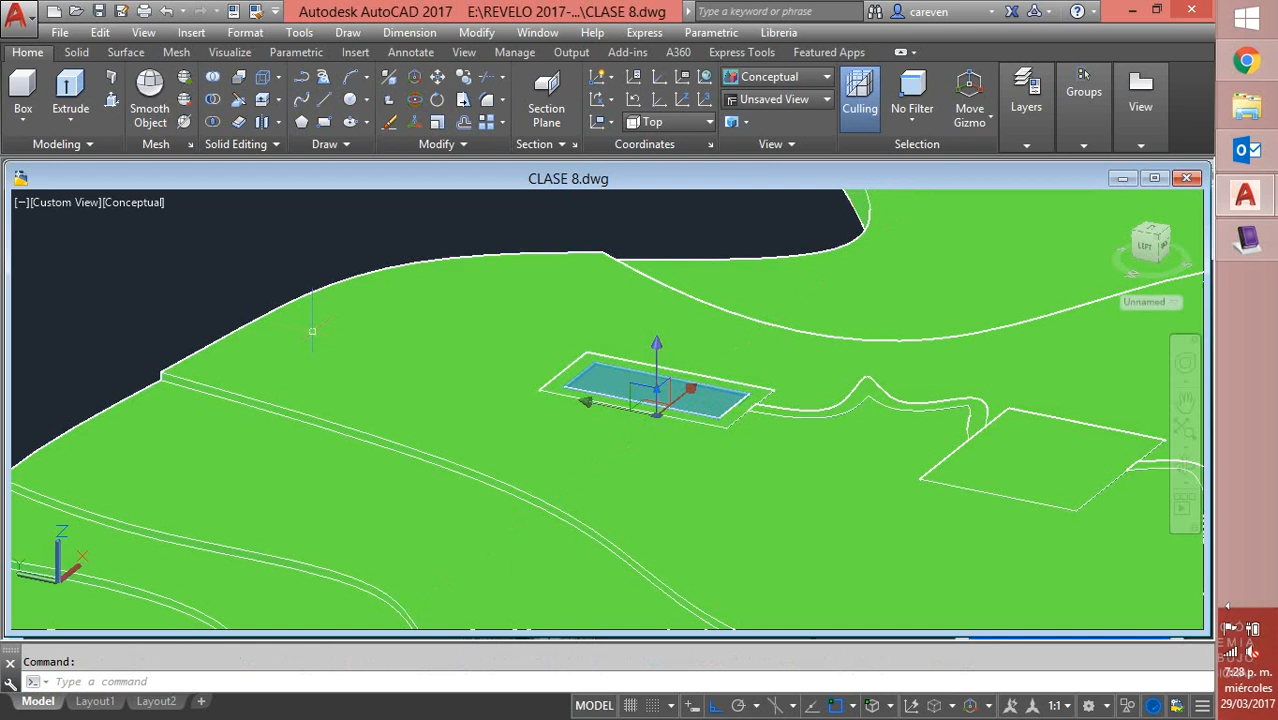 Autodesk AutoCAD 2017 E:\REVELO 2017-...\CLASE 8.dwg
Type a keyword or phrase
careven
File Edit View Insert Format Tools Draw Dimension Modify Window Help Express Parametric Libreria
Home Solid Surface Mesh Visualize Parametric Insert Annotate View Manage Output Add-ins A360 Express Tools Featured Apps
Conceptual
Unsaved View
Top
Box Extrude Smooth Object Section Plane Culling No Filter Move Gizmo Layers Groups View
Modeling Mesh Solid Editing Draw Modify Section Coordinates View Selection
CLASE 8.dwg
[−][Custom View][Conceptual]
LEFT
Unnamed
Z
X
Y
Command:
Type a command
Model Layout1 Layout2 +
MODEL
1:1
7:28 p. m.
miércoles
29/03/2017